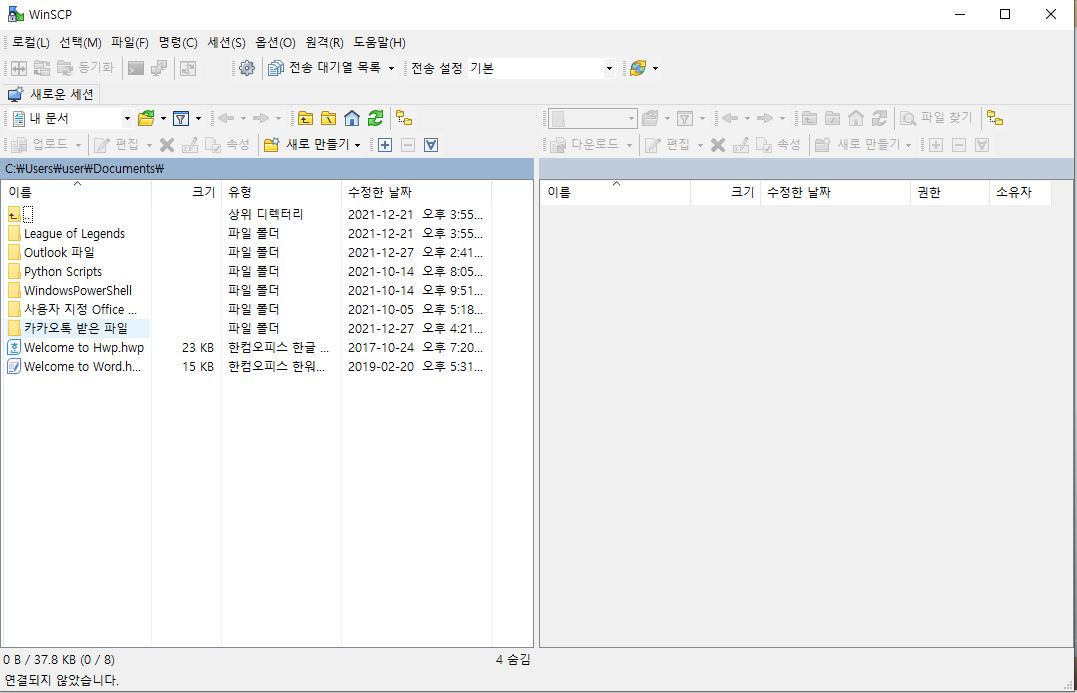 WinSCP
로컬(L) 선택(M) 파일(F) 명령(C) 세션(S) 옵션(O) 원격(R) 도움말(H)
동기화 전송 대기열 목록 전송 설정 기본
새로운 세션
내 문서 파일 찾기
업로드 편집 속성 새로 만들기 다운로드 편집 속성 새로 만들기
C:₩Users₩user₩Documents₩
이름 크기 유형 수정한 날짜 이름 크기 수정한 날짜 권한 소유자
.. 상위 디렉터리 2021-12-21 오후 3:55...
League of Legends 파일 폴더 2021-12-21 오후 3:55...
Outlook 파일 파일 폴더 2021-12-27 오후 2:41...
Python Scripts 파일 폴더 2021-10-14 오후 8:05...
WindowsPowerShell 파일 폴더 2021-10-14 오후 9:51...
사용자 지정 Office ... 파일 폴더 2021-10-05 오후 5:18...
카카오톡 받은 파일 파일 폴더 2021-12-27 오후 4:21...
Welcome to Hwp.hwp 23 KB 한컴오피스 한글 ... 2017-10-24 오후 7:20...
Welcome to Word.h... 15 KB 한컴오피스 한워... 2019-02-20 오후 5:31...
0 B / 37.8 KB (0 / 8) 4 숨김
연결되지 않았습니다.